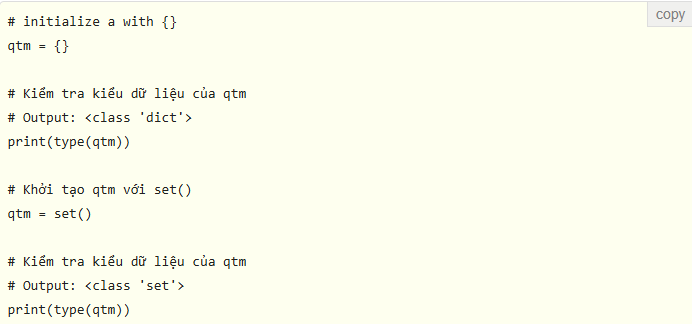 copy
# initialize a with {}
qtm = {}
# Kiểm tra kiểu dữ liệu của qtm
# Output: <class 'dict'>
print(type(qtm))
# Khởi tạo qtm với set()
qtm = set()
# Kiểm tra kiểu dữ liệu của qtm
# Output: <class 'set'>
print(type(qtm))